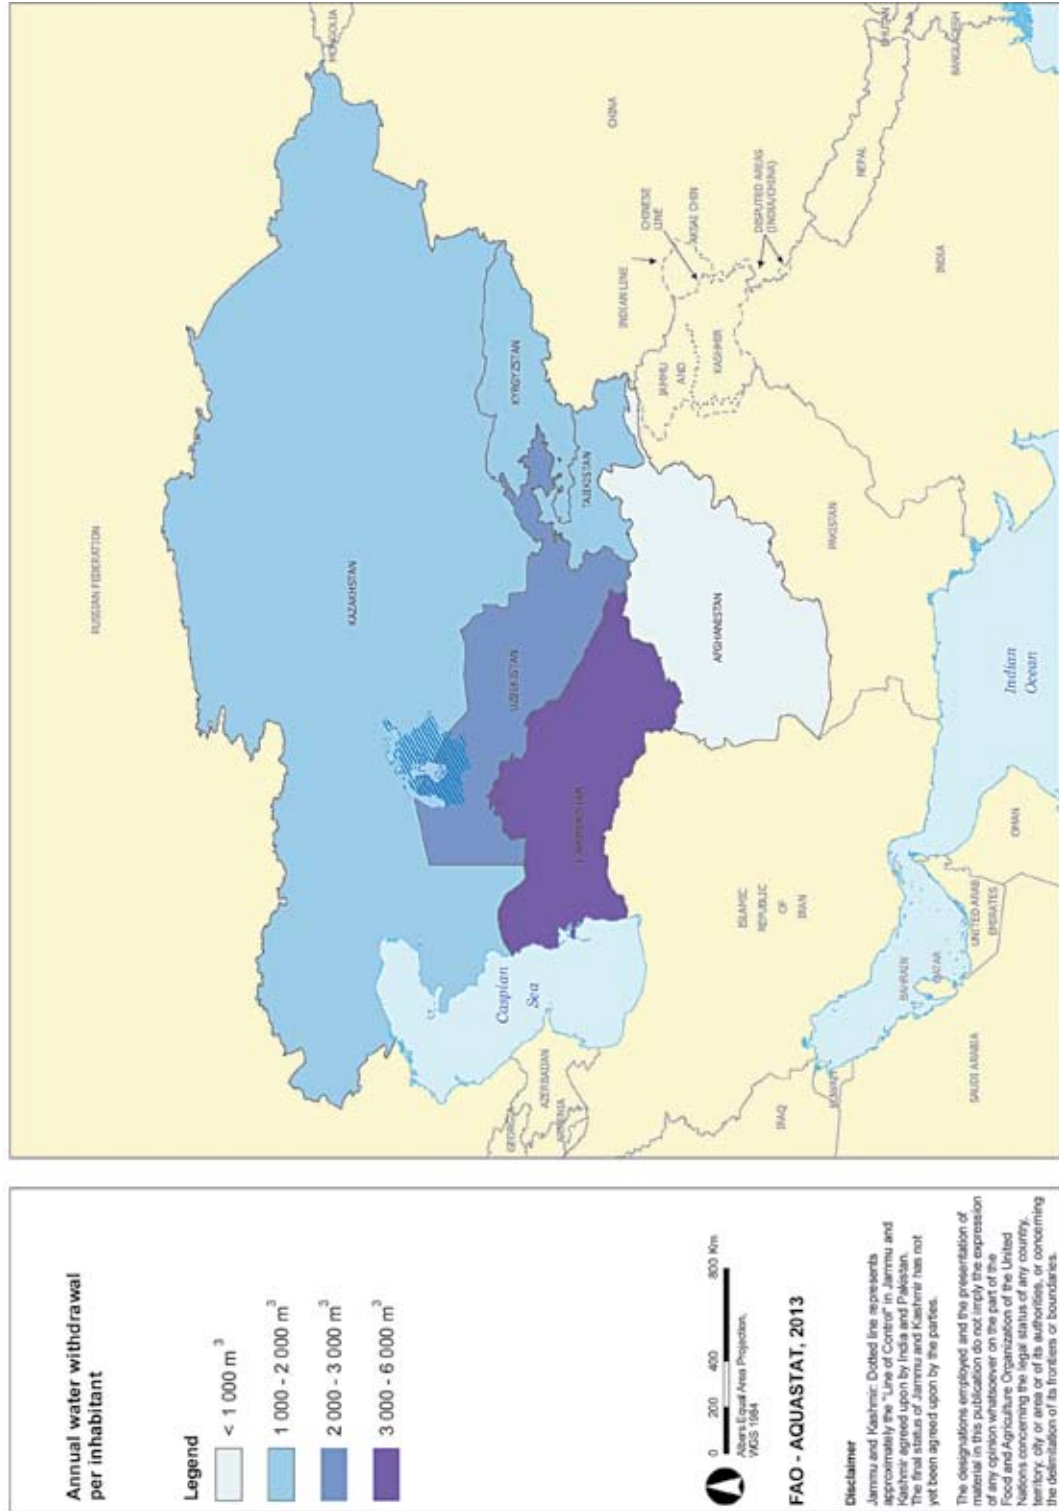 Annual water withdrawal
per inhabitant
Legend
< 1 000 m³
1 000 - 2 000 m³
2 000 - 3 000 m³
3 000 - 6 000 m³
0 200 400 800 Km
Albers Equal Area Projection,
WGS 1984
FAO - AQUASTAT, 2013
Disclaimer
Jammu and Kashmir: Dotted line represents
approximately the "Line of Control" in Jammu and
Kashmir agreed upon by India and Pakistan.
The final status of Jammu and Kashmir has not
yet been agreed upon by the parties.
The designations employed and the presentation of
material in this publication do not imply the expression
of any opinion whatsoever on the part of the
Food and Agriculture Organization of the United
Nations concerning the legal status of any country,
territory, city or area or of its authorities, or concerning
the delimitation of its frontiers or boundaries.
RUSSIAN FEDERATION
MONGOLIA
KAZAKHSTAN
CHINA
KYRGYZSTAN
UZBEKISTAN
TAJIKISTAN
TURKMENISTAN
AFGHANISTAN
Caspian
Sea
GEORGIA
AZERBAIJAN
ARMENIA
INDIAN LINE
CHINESE
LINE
AKSAI CHIN
JAMMU
AND
KASHMIR
DISPUTED AREAS
(INDIA/CHINA)
ISLAMIC
REPUBLIC
OF
IRAN
PAKISTAN
NEPAL
BHUTAN
BANGLADESH
INDIA
IRAQ
KUWAIT
BAHRAIN
QATAR
SAUDI ARABIA
UNITED ARAB
EMIRATES
OMAN
Indian
Ocean